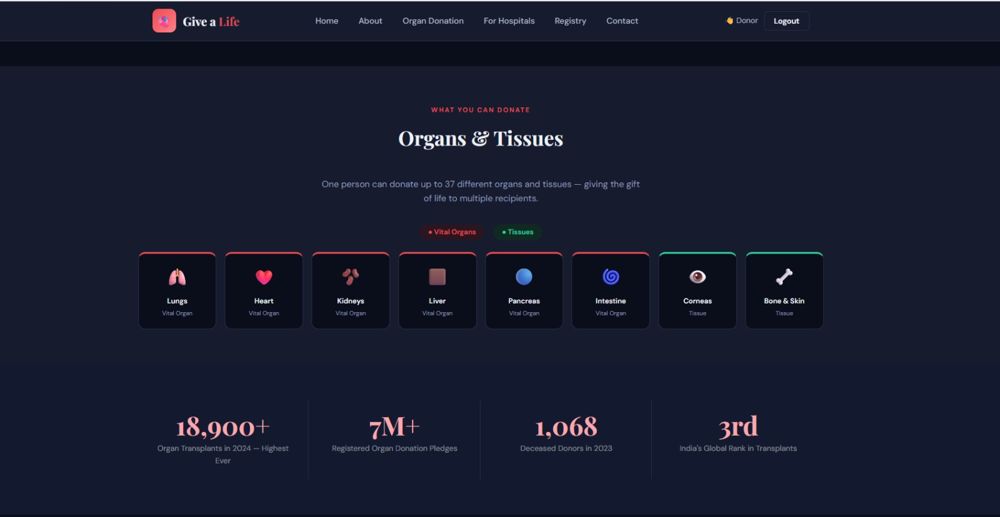 Give a Life
Home
About
Organ Donation
For Hospitals
Registry
Contact
👋 Donor
Logout
WHAT YOU CAN DONATE
Organs & Tissues
One person can donate up to 37 different organs and tissues — giving the gift
of life to multiple recipients.
● Vital Organs
● Tissues
Lungs
Vital Organ
Heart
Vital Organ
Kidneys
Vital Organ
Liver
Vital Organ
Pancreas
Vital Organ
Intestine
Vital Organ
Corneas
Tissue
Bone & Skin
Tissue
18,900+
Organ Transplants in 2024 — Highest
Ever
7M+
Registered Organ Donation Pledges
1,068
Deceased Donors in 2023
3rd
India's Global Rank in Transplants